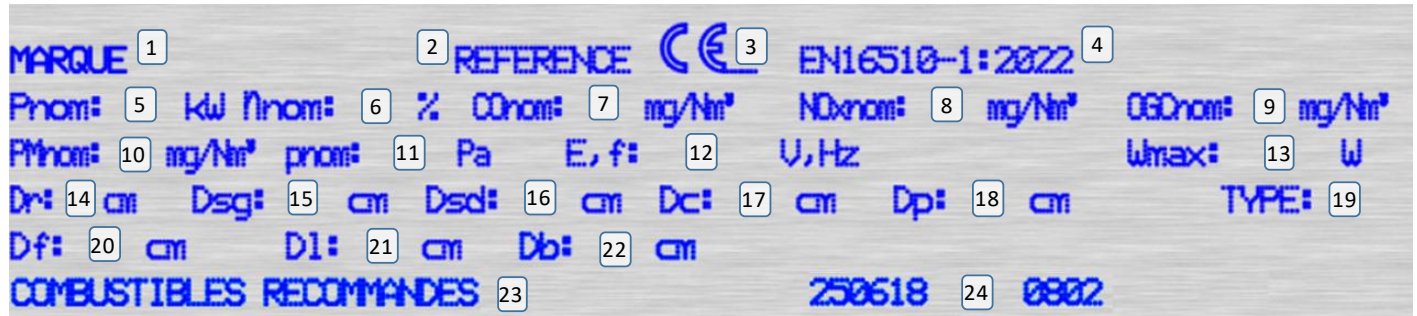 MARQUE 1 2 REFERENCE CE 3 EN16510-1:2022 4
Pnom: 5 kW ηnom: 6 % COnom: 7 mg/Nm³ NOxnom: 8 mg/Nm³ OGCnom: 9 mg/Nm³
PMnom: 10 mg/Nm³ pnom: 11 Pa E,f: 12 V,Hz Wmax: 13 W
Dr: 14 cm Dsg: 15 cm Dsd: 16 cm Dc: 17 cm Dp: 18 cm TYPE: 19
Df: 20 cm Dl: 21 cm Db: 22 cm
COMBUSTIBLES RECOMMANDES 23 250618 24 0802